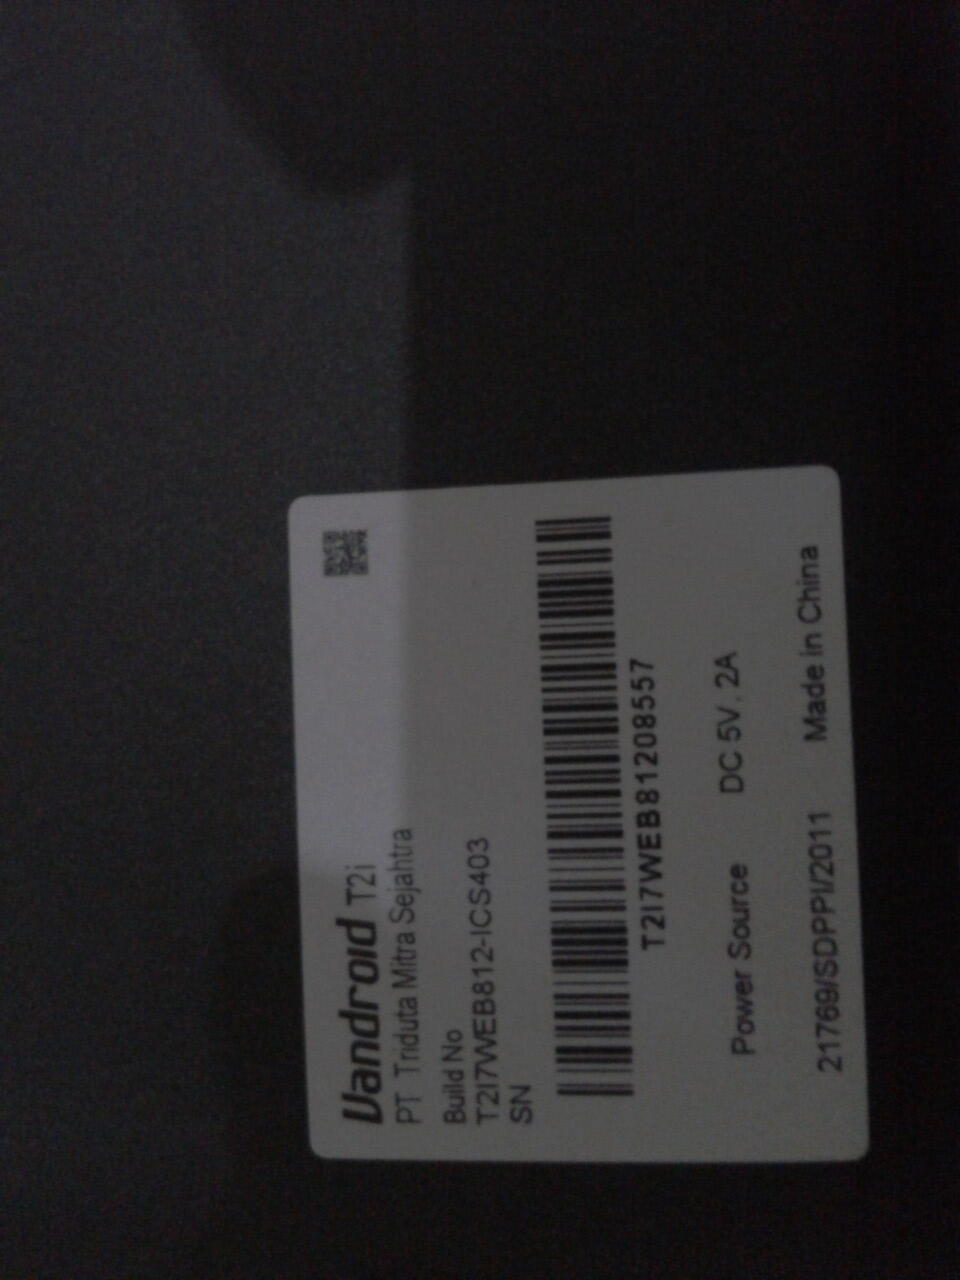 Vandroid T2i
PT Triduta Mitra Sejahtra
Build No
T2I7WEB812-ICS403
SN
T2I7WEB81208557
Power Source DC 5V . 2A
21769/SDPPI/2011 Made in China